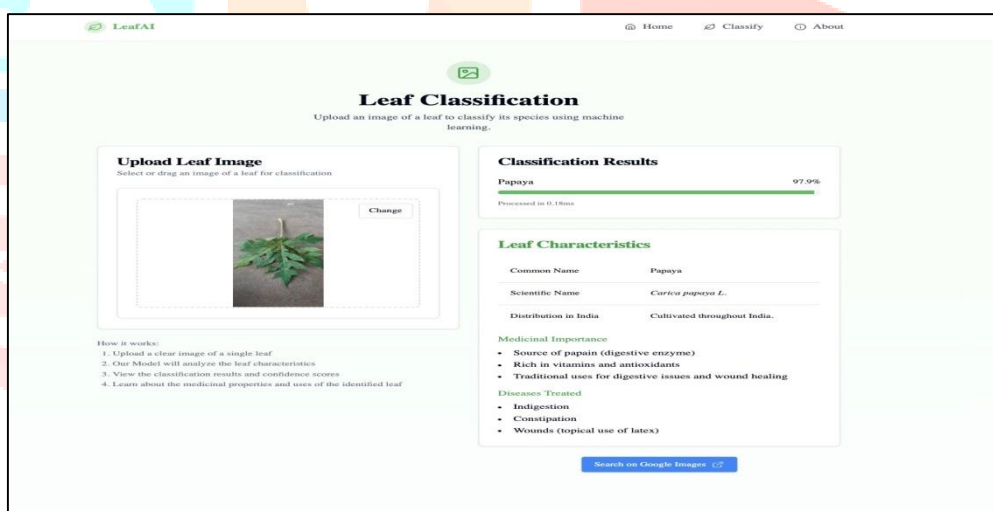 LeafAI
Home
Classify
About
Leaf Classification
Upload an image of a leaf to classify its species using machine
learning.
Upload Leaf Image
Select or drag an image of a leaf for classification
Change
How it works:
1. Upload a clear image of a single leaf
2. Our Model will analyze the leaf characteristics
3. View the classification results and confidence scores
4. Learn about the medicinal properties and uses of the identified leaf
Classification Results
Papaya 97.9%
Processed in 0.18ms
Leaf Characteristics
Common Name Papaya
Scientific Name Carica papaya L.
Distribution in India Cultivated throughout India.
Medicinal Importance
• Source of papain (digestive enzyme)
• Rich in vitamins and antioxidants
• Traditional uses for digestive issues and wound healing
Diseases Treated
• Indigestion
• Constipation
• Wounds (topical use of latex)
Search on Google Images